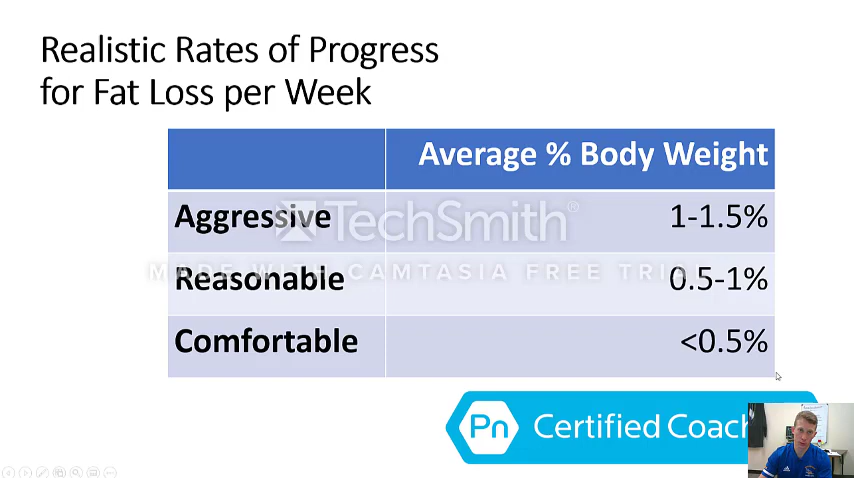 Realistic Rates of Progress
for Fat Loss per Week
Average % Body Weight
TechSmith®
Aggressive 1-1.5%
MADE WITH CAMTASIA FREE TRIAL
Reasonable 0.5-1%
Comfortable <0.5%
Pn Certified Coach